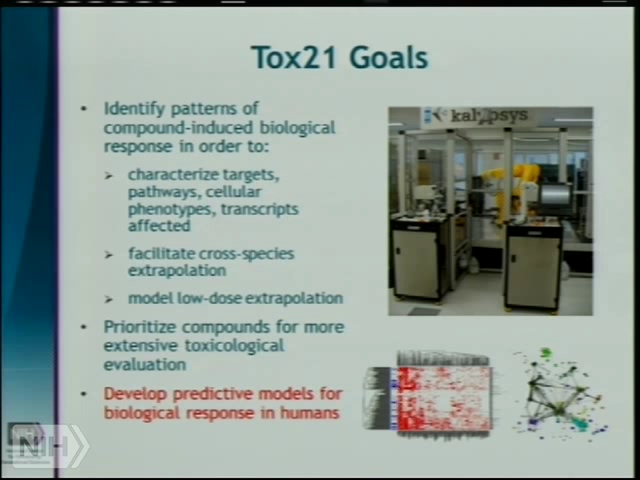 Tox21 Goals
• Identify patterns of
compound-induced biological
response in order to:
➢ characterize targets,
pathways, cellular
phenotypes, transcripts
affected
➢ facilitate cross-species
extrapolation
➢ model low-dose extrapolation
• Prioritize compounds for more
extensive toxicological
evaluation
• Develop predictive models for
biological response in humans
kalypsys
NIH